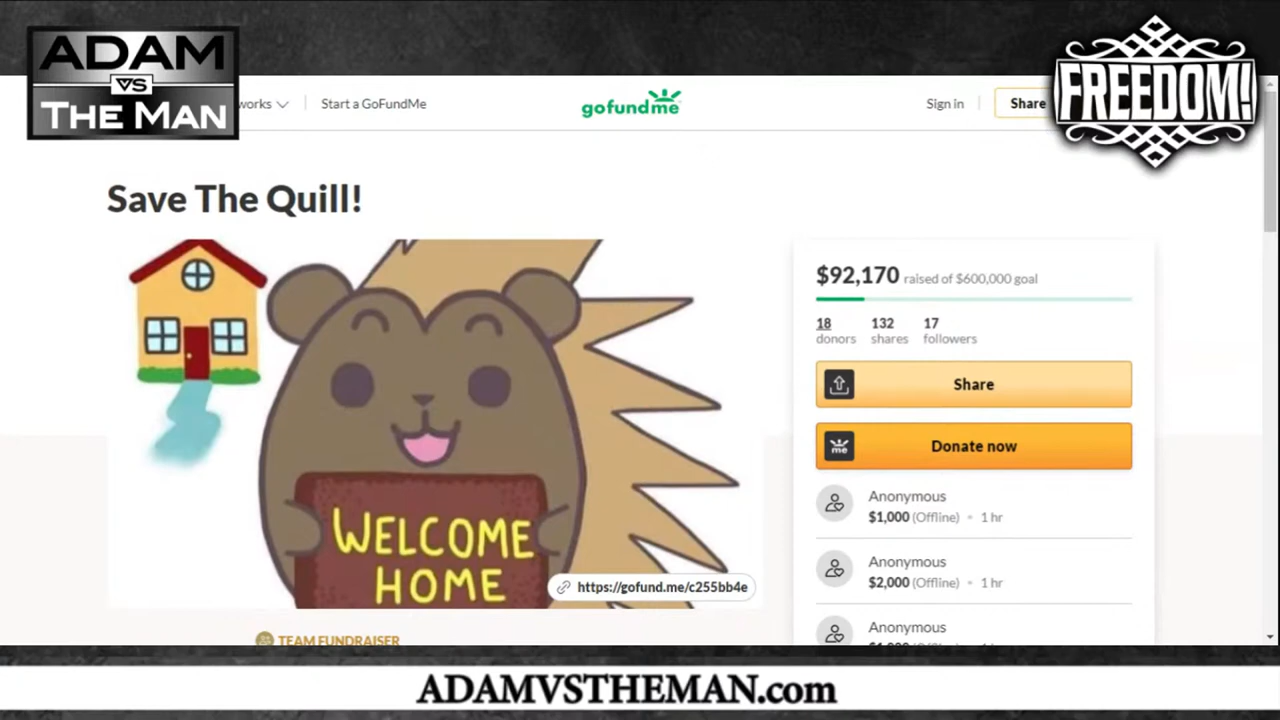 ADAM
VS
THE MAN
FREEDOM!
works
Start a GoFundMe
gofundme
Sign in
Share
Save The Quill!
WELCOME
HOME
https://gofund.me/c255bb4e
TEAM FUNDRAISER
$92,170 raised of $600,000 goal
18 132 17
donors shares followers
Share
me Donate now
Anonymous
$1,000 (Offline) • 1 hr
Anonymous
$2,000 (Offline) • 1 hr
Anonymous
ADAMVSTHEMAN.com